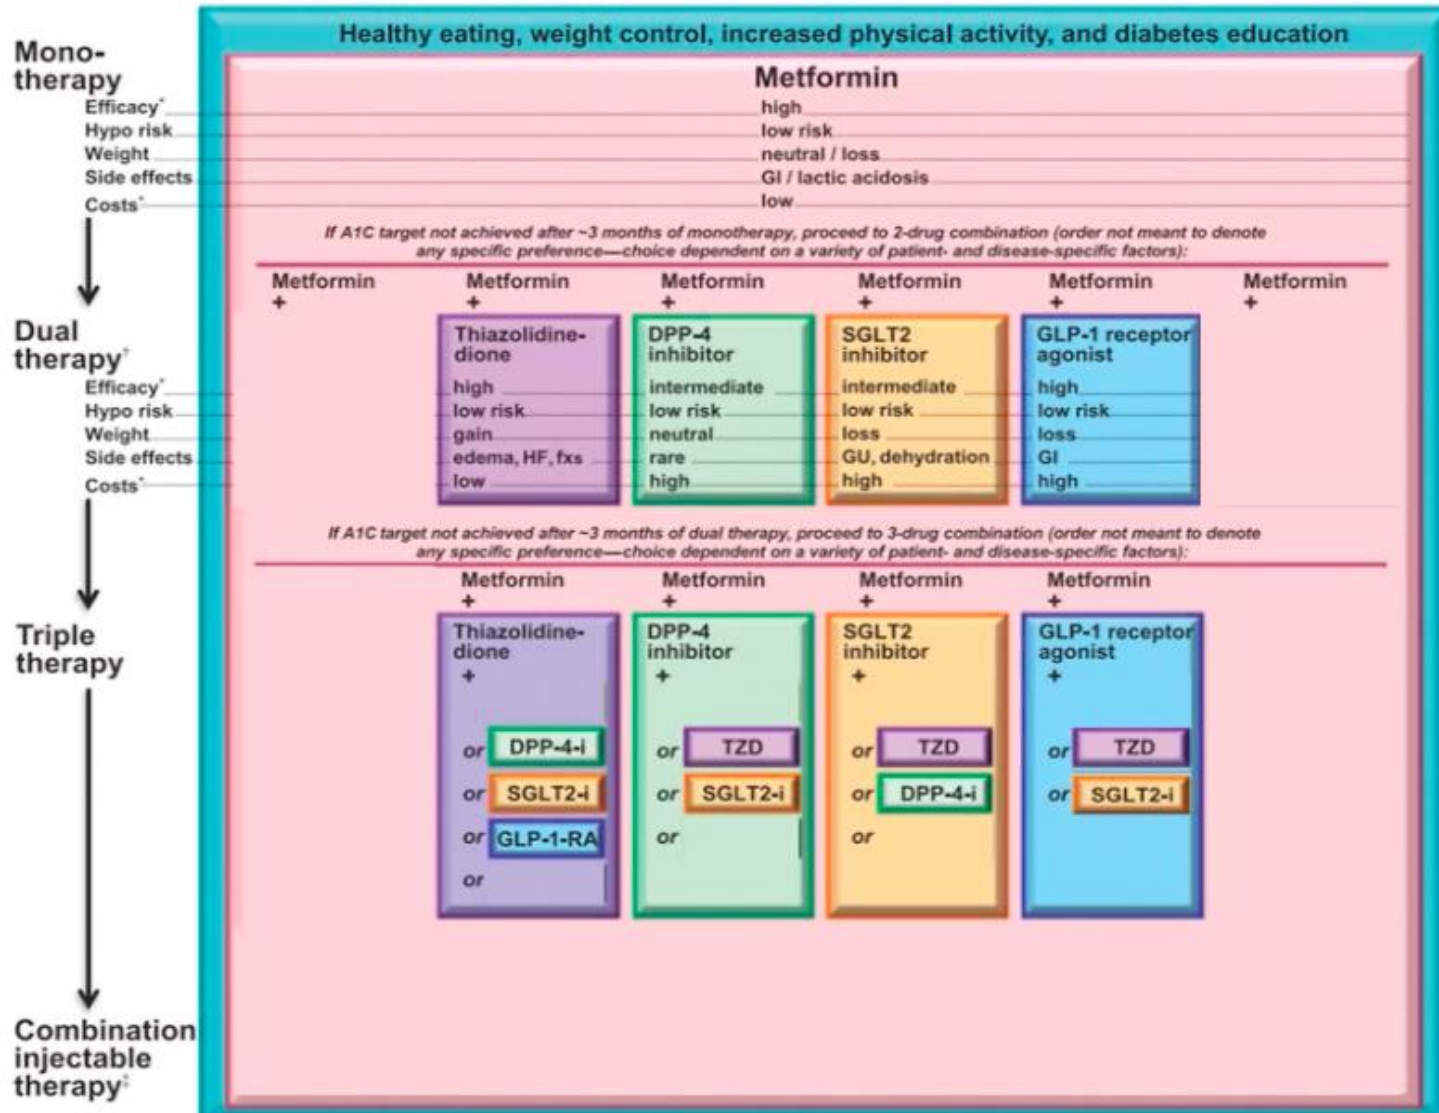 Healthy eating, weight control, increased physical activity, and diabetes education
Mono-
therapy
Metformin
Efficacy* high
Hypo risk low risk
Weight neutral / loss
Side effects GI / lactic acidosis
Costs* low
If A1C target not achieved after ~3 months of monotherapy, proceed to 2-drug combination (order not meant to denote
any specific preference—choice dependent on a variety of patient- and disease-specific factors):
Metformin Metformin Metformin Metformin Metformin Metformin
+ + + + + +
Dual
therapy†
Thiazolidine- DPP-4 SGLT2 GLP-1 receptor
dione inhibitor inhibitor agonist
Efficacy* high intermediate intermediate high
Hypo risk low risk low risk low risk low risk
Weight gain neutral loss loss
Side effects edema, HF, fxs rare GU, dehydration GI
Costs* low high high high
If A1C target not achieved after ~3 months of dual therapy, proceed to 3-drug combination (order not meant to denote
any specific preference—choice dependent on a variety of patient- and disease-specific factors):
Metformin Metformin Metformin Metformin
+ + + +
Triple
therapy
Thiazolidine- DPP-4 SGLT2 GLP-1 receptor
dione inhibitor inhibitor agonist
+ + + +
or DPP-4-i or TZD or TZD or TZD
or SGLT2-i or SGLT2-i or DPP-4-i or SGLT2-i
or GLP-1-RA or or
or
Combination
injectable
therapy‡